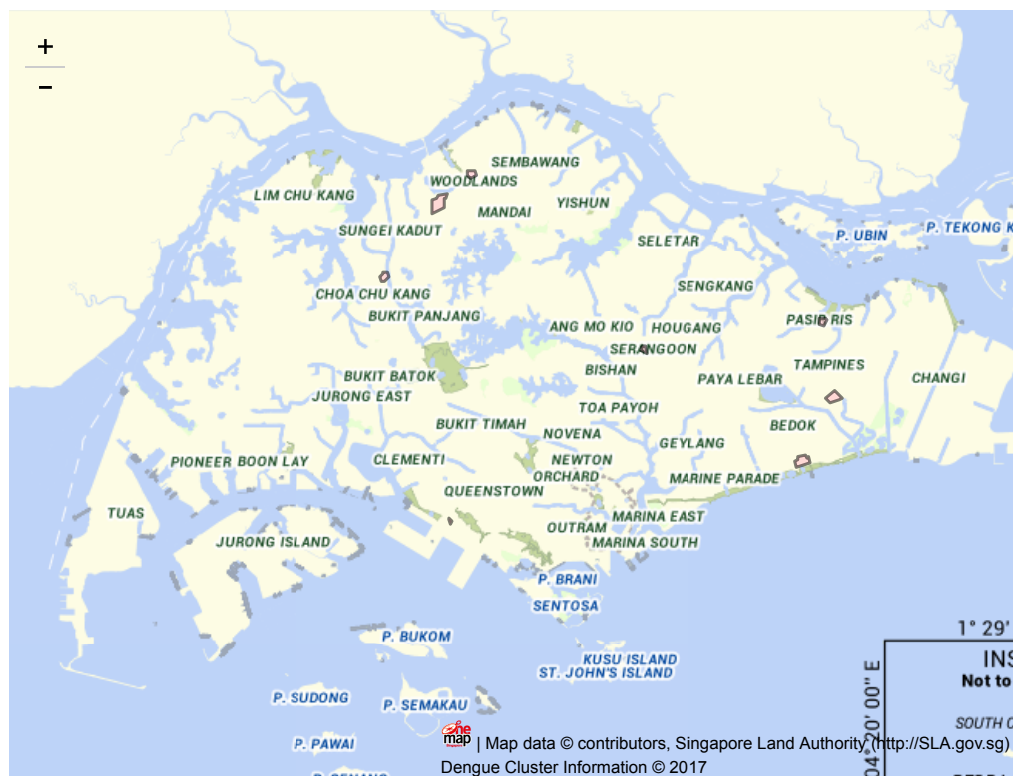 +
−
SEMBAWANG
WOODLANDS
LIM CHU KANG
MANDAI
YISHUN
SUNGEI KADUT
SELETAR
P. UBIN
P. TEKONG K
SENGKANG
CHOA CHU KANG
BUKIT PANJANG
ANG MO KIO
HOUGANG
PASIR RIS
SERANGOON
BISHAN
TAMPINES
BUKIT BATOK
PAYA LEBAR
CHANGI
JURONG EAST
TOA PAYOH
BUKIT TIMAH
NOVENA
BEDOK
GEYLANG
PIONEER
BOON LAY
CLEMENTI
NEWTON
ORCHARD
MARINE PARADE
QUEENSTOWN
TUAS
OUTRAM
MARINA EAST
JURONG ISLAND
MARINA SOUTH
P. BRANI
SENTOSA
P. BUKOM
KUSU ISLAND
ST. JOHN'S ISLAND
P. SUDONG
P. SEMAKAU
P. PAWAI
1° 29'
INS
Not to
SOUTH C
04° 20' 00" E
One
map
| Map data © contributors, Singapore Land Authority (http://SLA.gov.sg)
Dengue Cluster Information © 2017